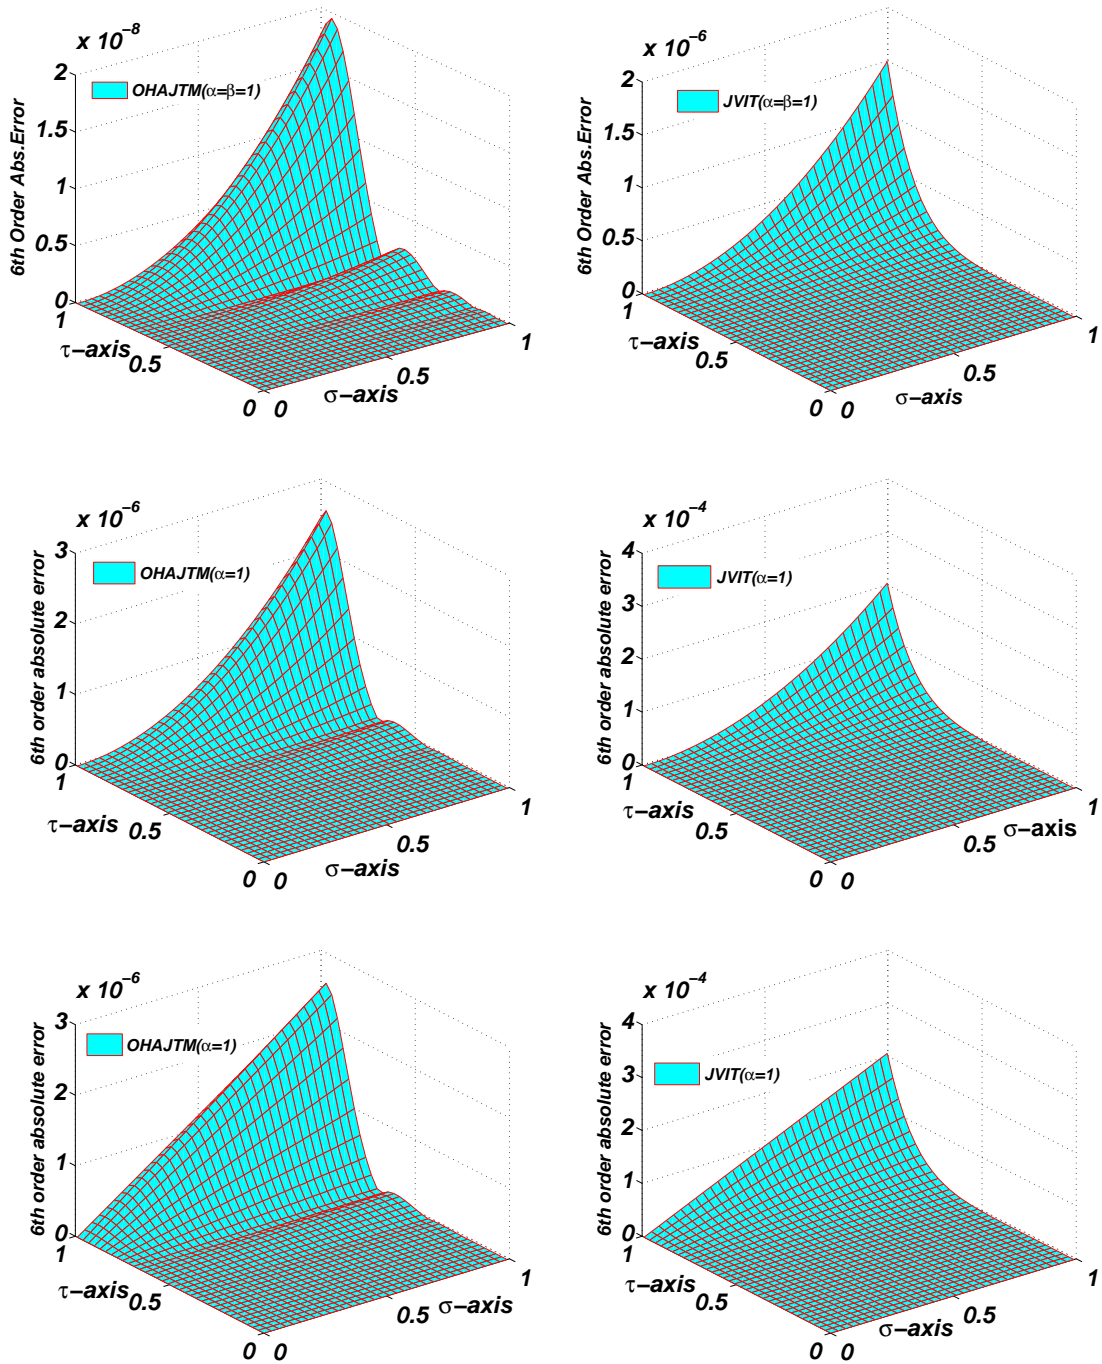 x 10⁻⁸
2
1.5
1
0.5
0
1
0.5
0
0
0.5
1
6th Order Abs.Error
τ−axis
σ−axis
OHAJTM(α=β=1)
x 10⁻⁶
2
1.5
1
0.5
0
1
0.5
0
0
0.5
1
6th Order Abs.Error
τ−axis
σ−axis
JVIT(α=β=1)
x 10⁻⁶
3
2
1
0
1
0.5
0
0
0.5
1
6th order absolute error
τ−axis
σ−axis
OHAJTM(α=1)
x 10⁻⁴
4
3
2
1
0
1
0.5
0
0
0.5
1
6th order absolute error
τ−axis
σ−axis
JVIT(α=1)
x 10⁻⁶
3
2
1
0
1
0.5
0
0
0.5
1
6th order absolute error
τ−axis
σ−axis
OHAJTM(α=1)
x 10⁻⁴
4
3
2
1
0
1
0.5
0
0
0.5
1
6th order absolute error
τ−axis
σ−axis
JVIT(α=1)